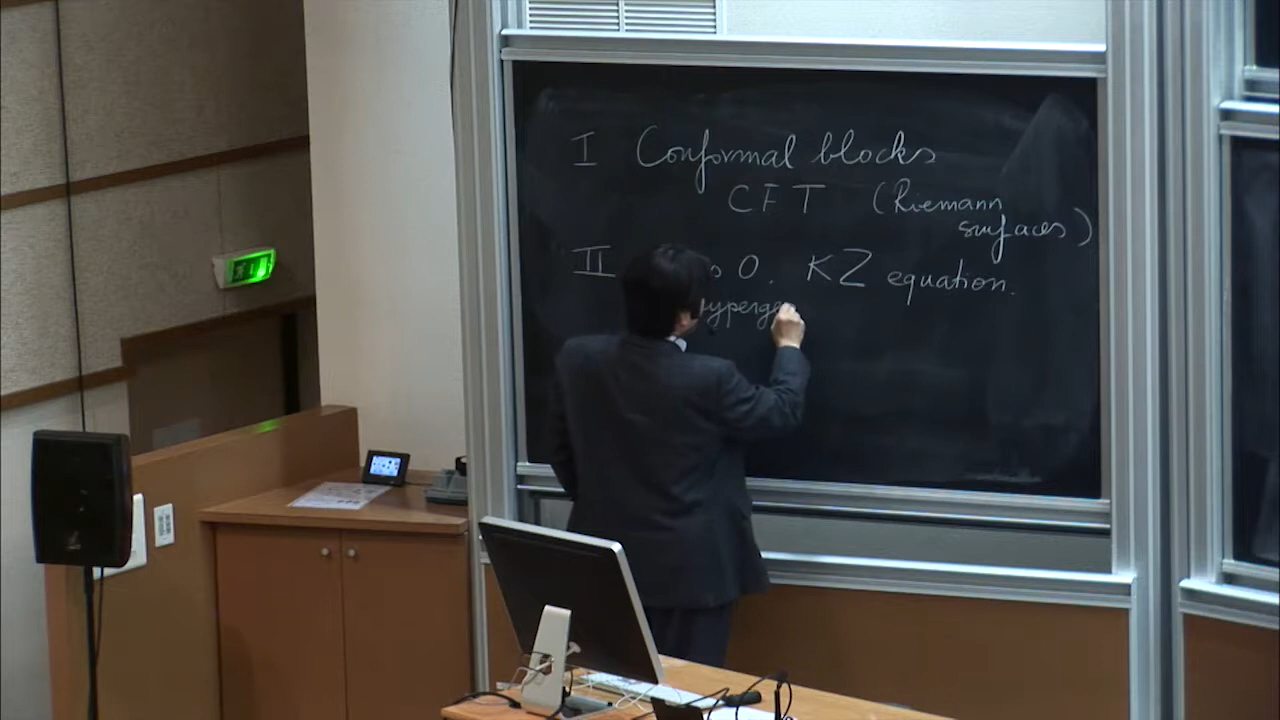 I Conformal blocks
CFT (Riemann
surfaces)
II 0. KZ equation.